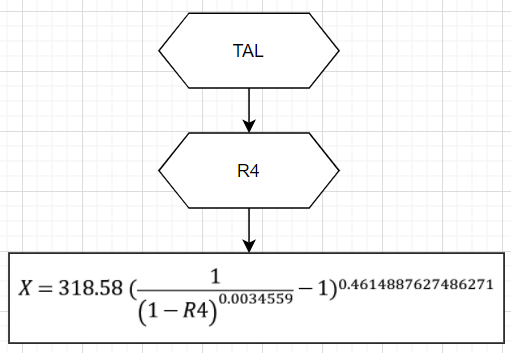 TAL
R4
X = 318.58 (1/(1 − R4)^0.0034559 − 1)^0.4614887627486271